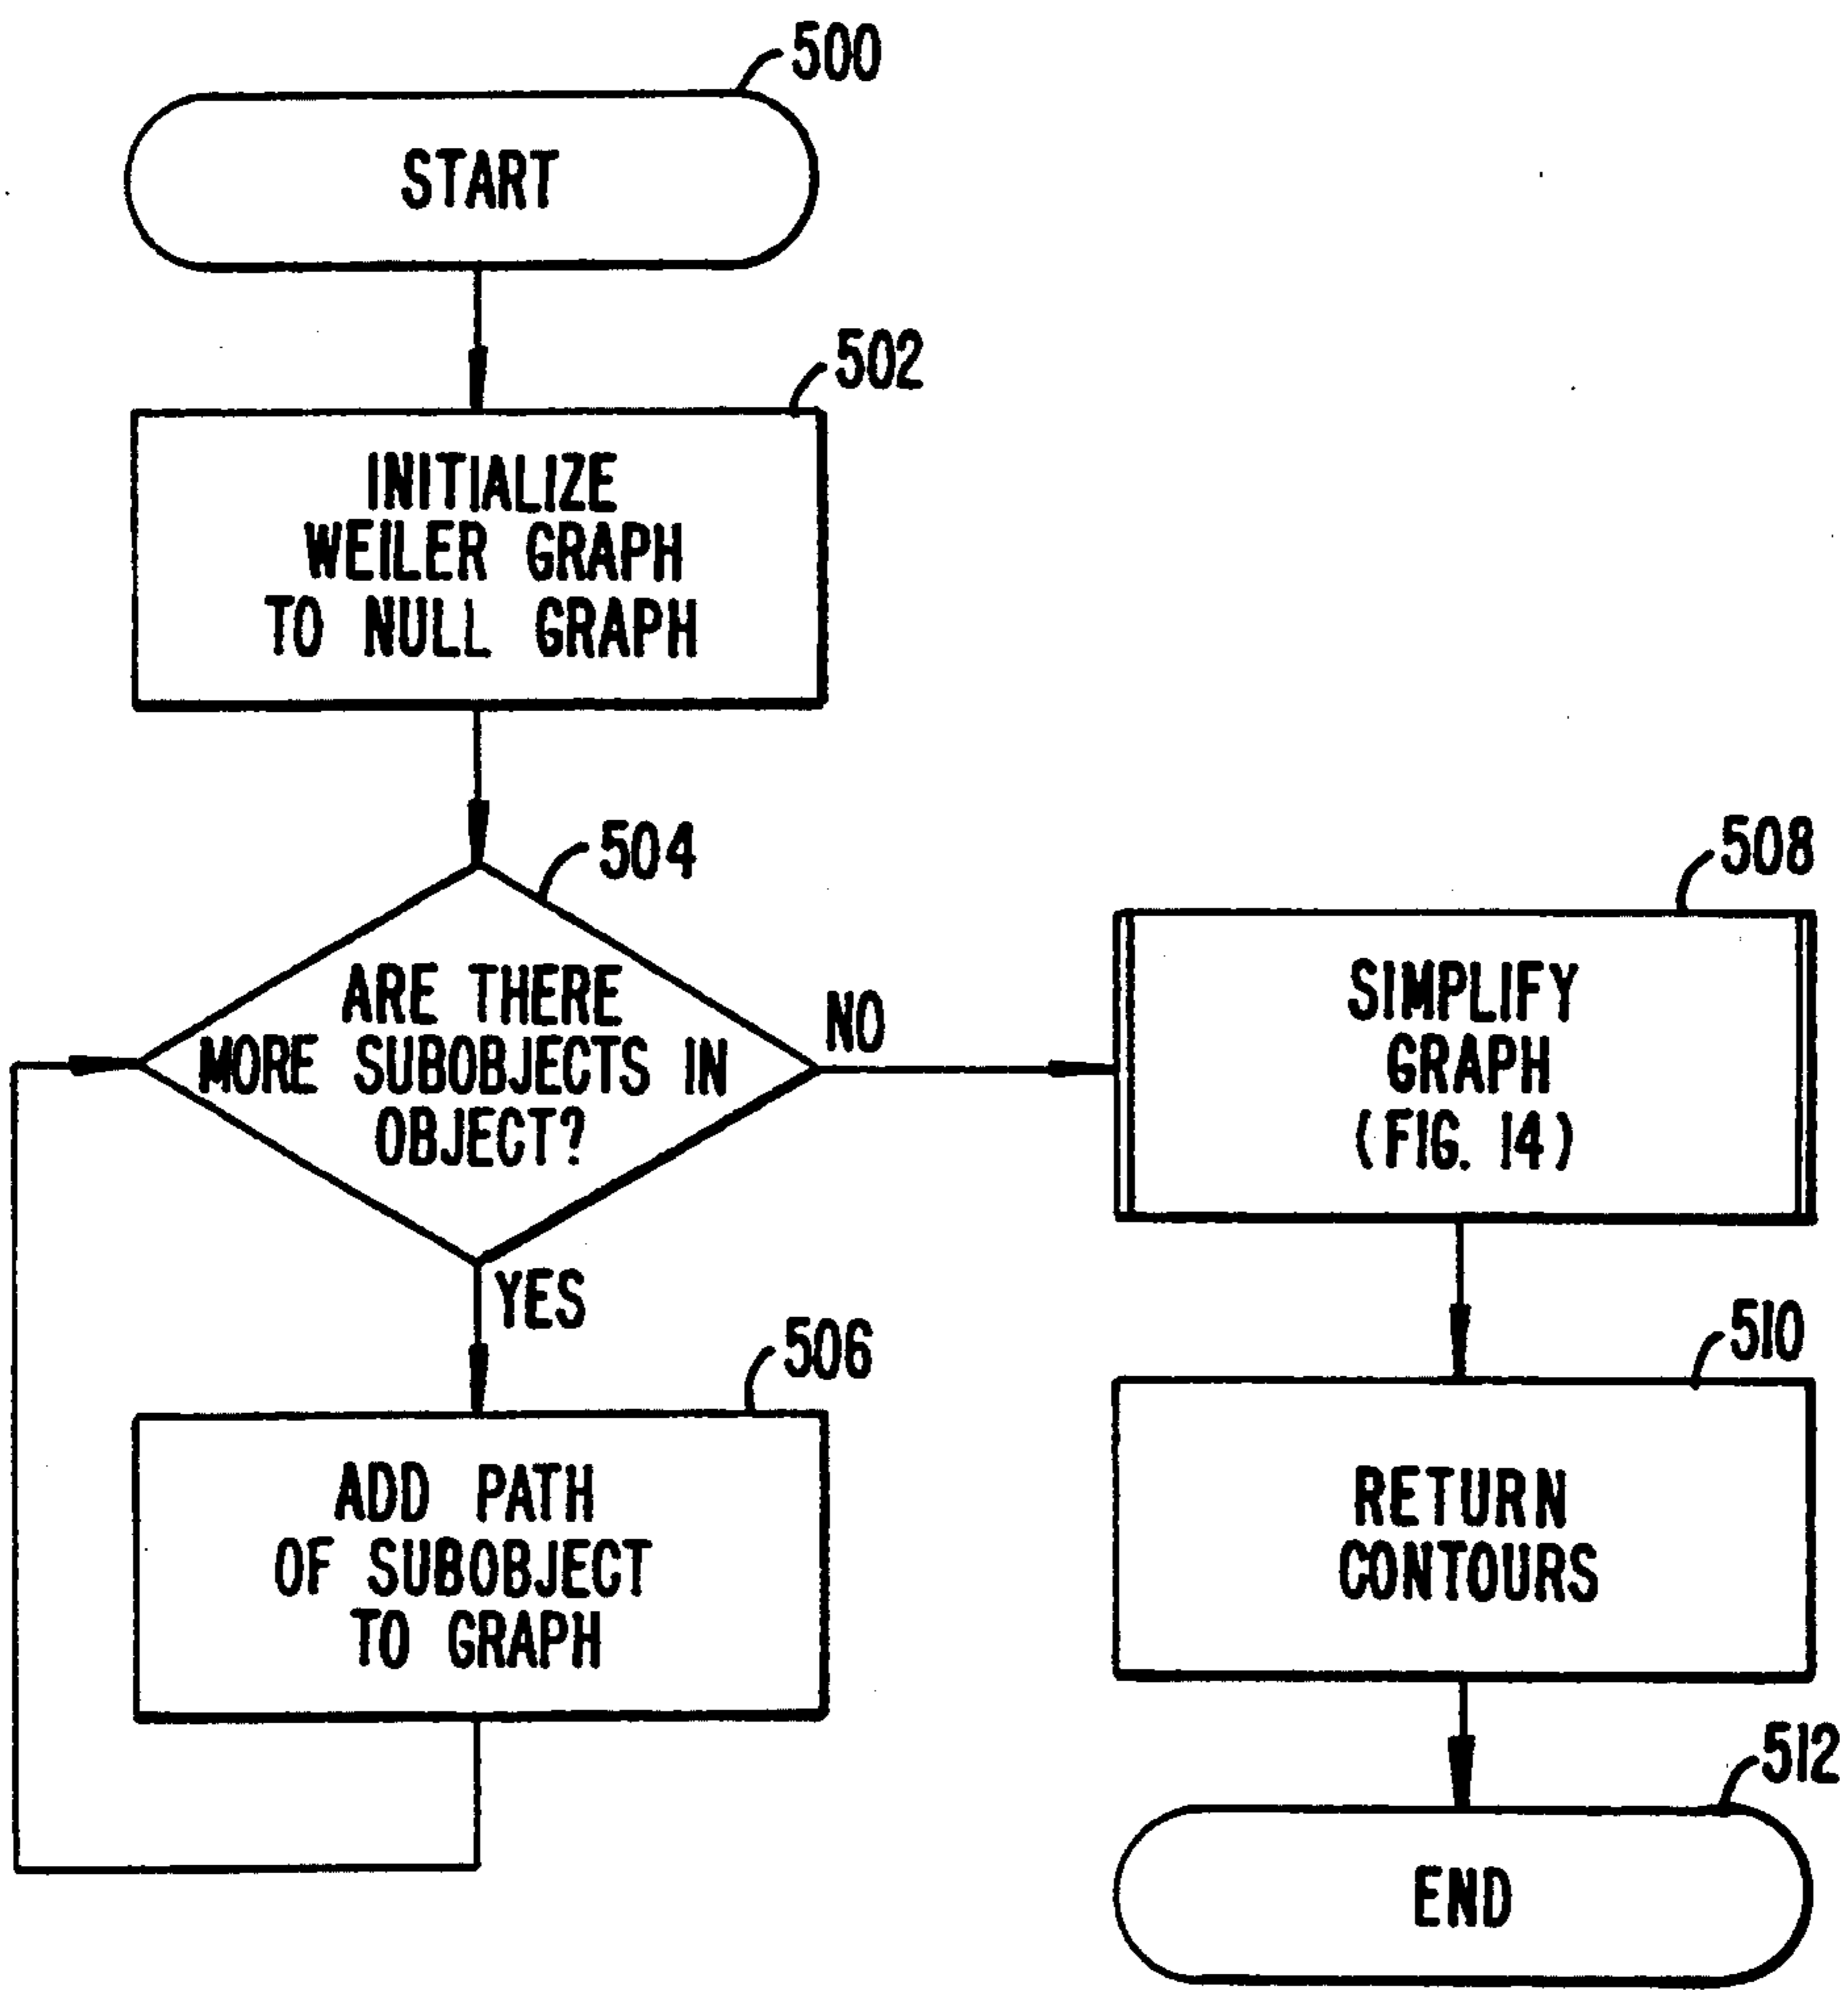 500
START
502
INITIALIZE
WEILER GRAPH
TO NULL GRAPH
504
ARE THERE
MORE SUBOBJECTS IN
OBJECT?
NO
YES
506
ADD PATH
OF SUBOBJECT
TO GRAPH
508
SIMPLIFY
GRAPH
(FIG. 14)
510
RETURN
CONTOURS
512
END